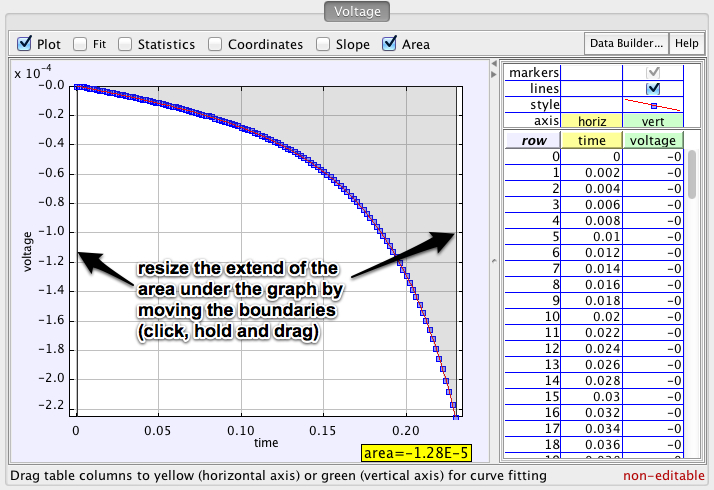 Voltage
Plot Fit Statistics Coordinates Slope Area Data Builder... Help
x 10⁻⁴
-0.0
-0.2
-0.4
-0.6
-0.8
-1.0
-1.2
-1.4
-1.6
-1.8
-2.0
-2.2
voltage
resize the extend of the
area under the graph by
moving the boundaries
(click, hold and drag)
0 0.05 0.10 0.15 0.20
time
area=-1.28E-5
markers
lines
style
axis horiz vert
row time voltage
0 0 -0
1 0.002 -0
2 0.004 -0
3 0.006 -0
4 0.008 -0
5 0.01 -0
6 0.012 -0
7 0.014 -0
8 0.016 -0
9 0.018 -0
10 0.02 -0
11 0.022 -0
12 0.024 -0
13 0.026 -0
14 0.028 -0
15 0.03 -0
16 0.032 -0
17 0.034 -0
18 0.036 -0
Drag table columns to yellow (horizontal axis) or green (vertical axis) for curve fitting non-editable